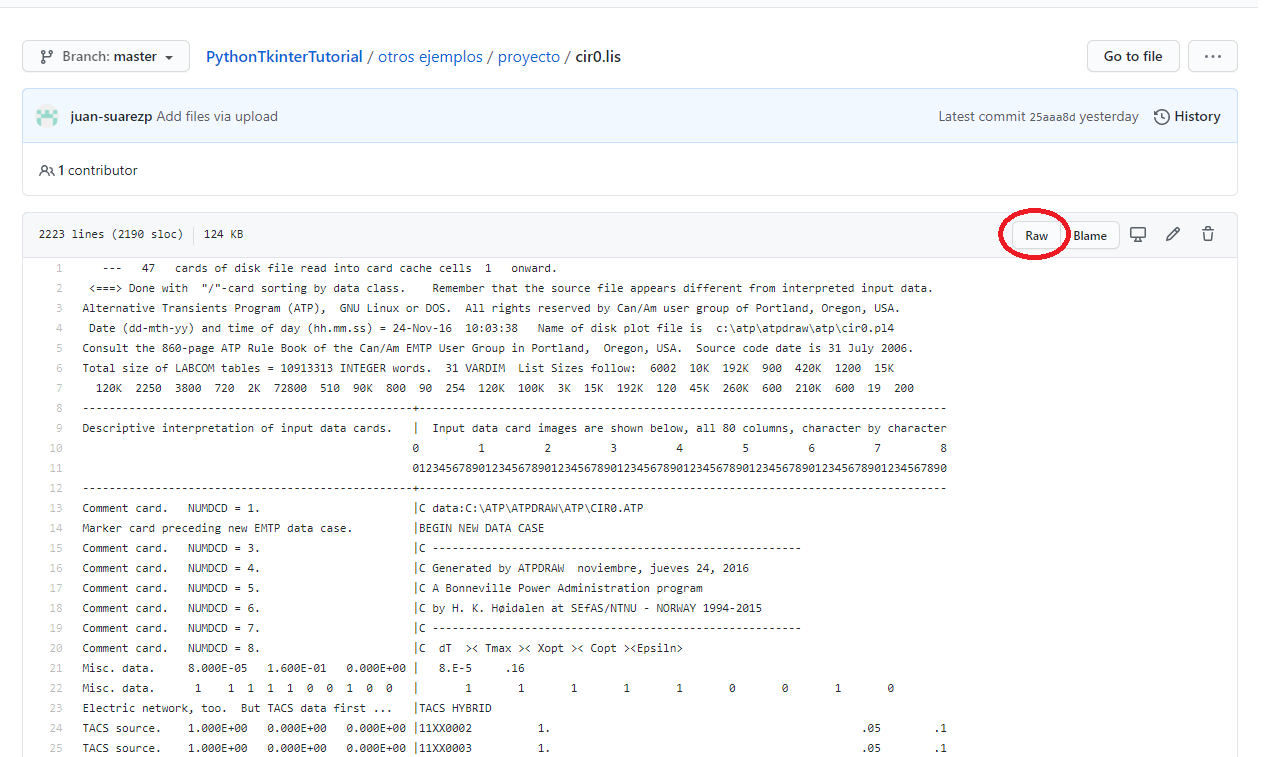 Branch: master PythonTkinterTutorial / otros ejemplos / proyecto / cir0.lis Go to file ...
juan-suarezp Add files via upload Latest commit 25aaa8d yesterday History
1 contributor
2223 lines (2190 sloc) 124 KB Raw Blame
1 --- 47 cards of disk file read into card cache cells 1 onward.
2 <===> Done with "/"-card sorting by data class. Remember that the source file appears different from interpreted input data.
3 Alternative Transients Program (ATP), GNU Linux or DOS. All rights reserved by Can/Am user group of Portland, Oregon, USA.
4 Date (dd-mth-yy) and time of day (hh.mm.ss) = 24-Nov-16 10:03:38 Name of disk plot file is c:\atp\atpdraw\atp\cir0.pl4
5 Consult the 860-page ATP Rule Book of the Can/Am EMTP User Group in Portland, Oregon, USA. Source code date is 31 July 2006.
6 Total size of LABCOM tables = 10913313 INTEGER words. 31 VARDIM List Sizes follow: 6002 10K 192K 900 420K 1200 15K
7 120K 2250 3800 720 2K 72800 510 90K 800 90 254 120K 100K 3K 15K 192K 120 45K 260K 600 210K 600 19 200
8 --------------------------------------------------+--------------------------------------------------------------------------------
9 Descriptive interpretation of input data cards. | Input data card images are shown below, all 80 columns, character by character
10 0 1 2 3 4 5 6 7 8
11 012345678901234567890123456789012345678901234567890123456789012345678901234567890
12 --------------------------------------------------+--------------------------------------------------------------------------------
13 Comment card. NUMDCD = 1. |C data:C:\ATP\ATPDRAW\ATP\CIR0.ATP
14 Marker card preceding new EMTP data case. |BEGIN NEW DATA CASE
15 Comment card. NUMDCD = 3. |C --------------------------------------------------------
16 Comment card. NUMDCD = 4. |C Generated by ATPDRAW noviembre, jueves 24, 2016
17 Comment card. NUMDCD = 5. |C A Bonneville Power Administration program
18 Comment card. NUMDCD = 6. |C by H. K. Høidalen at SEfAS/NTNU - NORWAY 1994-2015
19 Comment card. NUMDCD = 7. |C --------------------------------------------------------
20 Comment card. NUMDCD = 8. |C dT >< Tmax >< Xopt >< Copt ><Epsiln>
21 Misc. data. 8.000E-05 1.600E-01 0.000E+00 | 8.E-5 .16
22 Misc. data. 1 1 1 1 1 0 0 1 0 0 | 1 1 1 1 1 0 0 1 0
23 Electric network, too. But TACS data first ... |TACS HYBRID
24 TACS source. 1.000E+00 0.000E+00 0.000E+00 |11XX0002 1. .05 .1
25 TACS source. 1.000E+00 0.000E+00 0.000E+00 |11XX0003 1. .05 .1